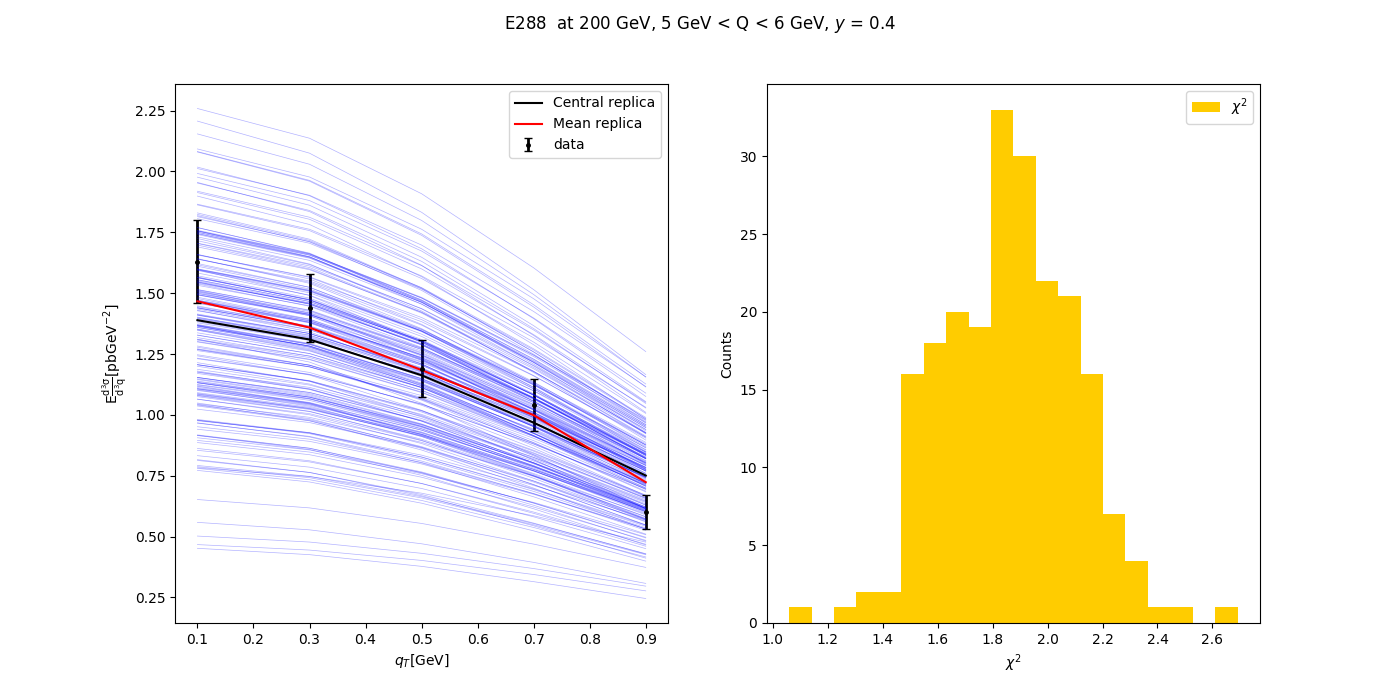 E288  at 200 GeV, 5 GeV < Q < 6 GeV, y = 0.4
E d³σ/d³q [pbGeV⁻²]
2.25
2.00
1.75
1.50
1.25
1.00
0.75
0.50
0.25
Central replica
Mean replica
data
0.1 0.2 0.3 0.4 0.5 0.6 0.7 0.8 0.9
q_T[GeV]
Counts
30
25
20
15
10
5
0
χ²
1.0 1.2 1.4 1.6 1.8 2.0 2.2 2.4 2.6
χ²